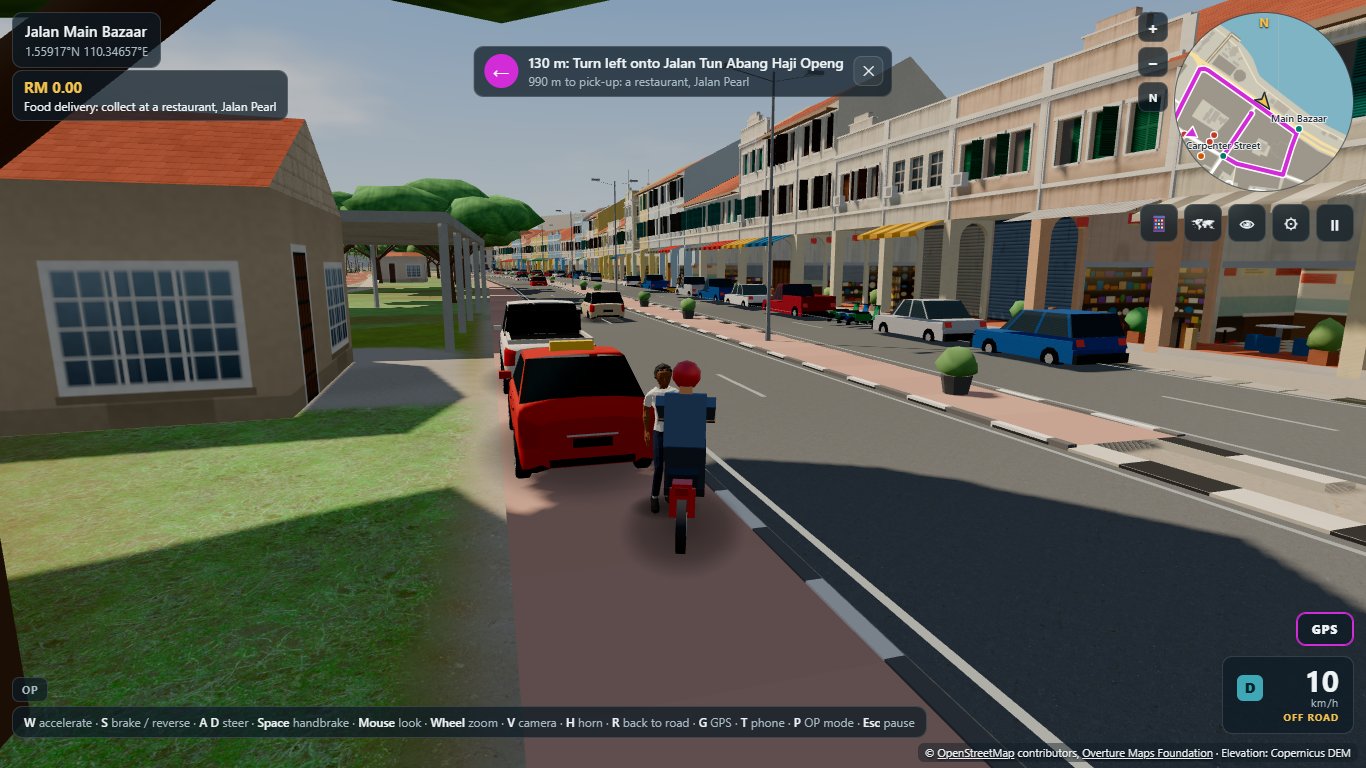 Jalan Main Bazaar
1.55917°N 110.34657°E
RM 0.00
Food delivery: collect at a restaurant, Jalan Pearl
130 m: Turn left onto Jalan Tun Abang Haji Openg
990 m to pick-up: a restaurant, Jalan Pearl
+
−
N
N
Main Bazaar
Carpenter Street
GPS
D
10
km/h
OFF ROAD
OP
W accelerate · S brake / reverse · A D steer · Space handbrake · Mouse look · Wheel zoom · V camera · H horn · R back to road · G GPS · T phone · P OP mode · Esc pause
© OpenStreetMap contributors, Overture Maps Foundation · Elevation: Copernicus DEM